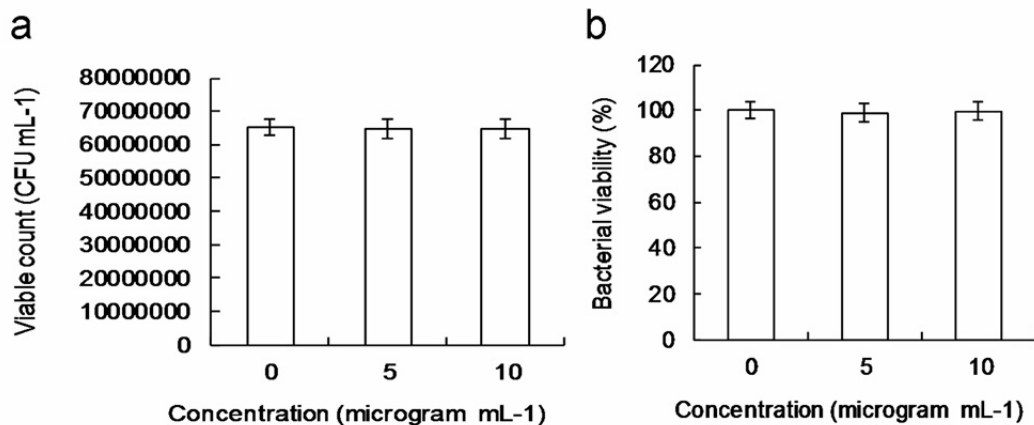 a
Viable count (CFU mL-1)
80000000
70000000
60000000
50000000
40000000
30000000
20000000
10000000
0
0 5 10
Concentration (microgram mL-1)
b
Bacterial viability (%)
120
100
80
60
40
20
0
0 5 10
Concentration (microgram mL-1)